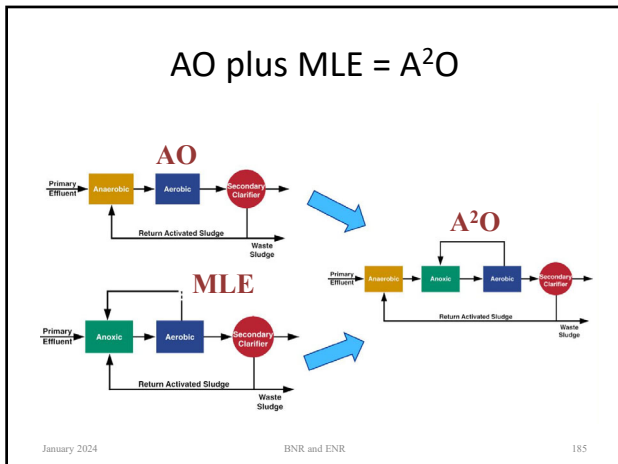 AO plus MLE = A²O
AO
Primary
Effluent
Anaerobic
Aerobic
Secondary
Clarifier
Return Activated Sludge
Waste
Sludge
MLE
Primary
Effluent
Anoxic
Aerobic
Secondary
Clarifier
Return Activated Sludge
Waste
Sludge
A²O
Primary
Effluent
Anaerobic
Anoxic
Aerobic
Secondary
Clarifier
Return Activated Sludge
Waste
Sludge
January 2024
BNR and ENR
185